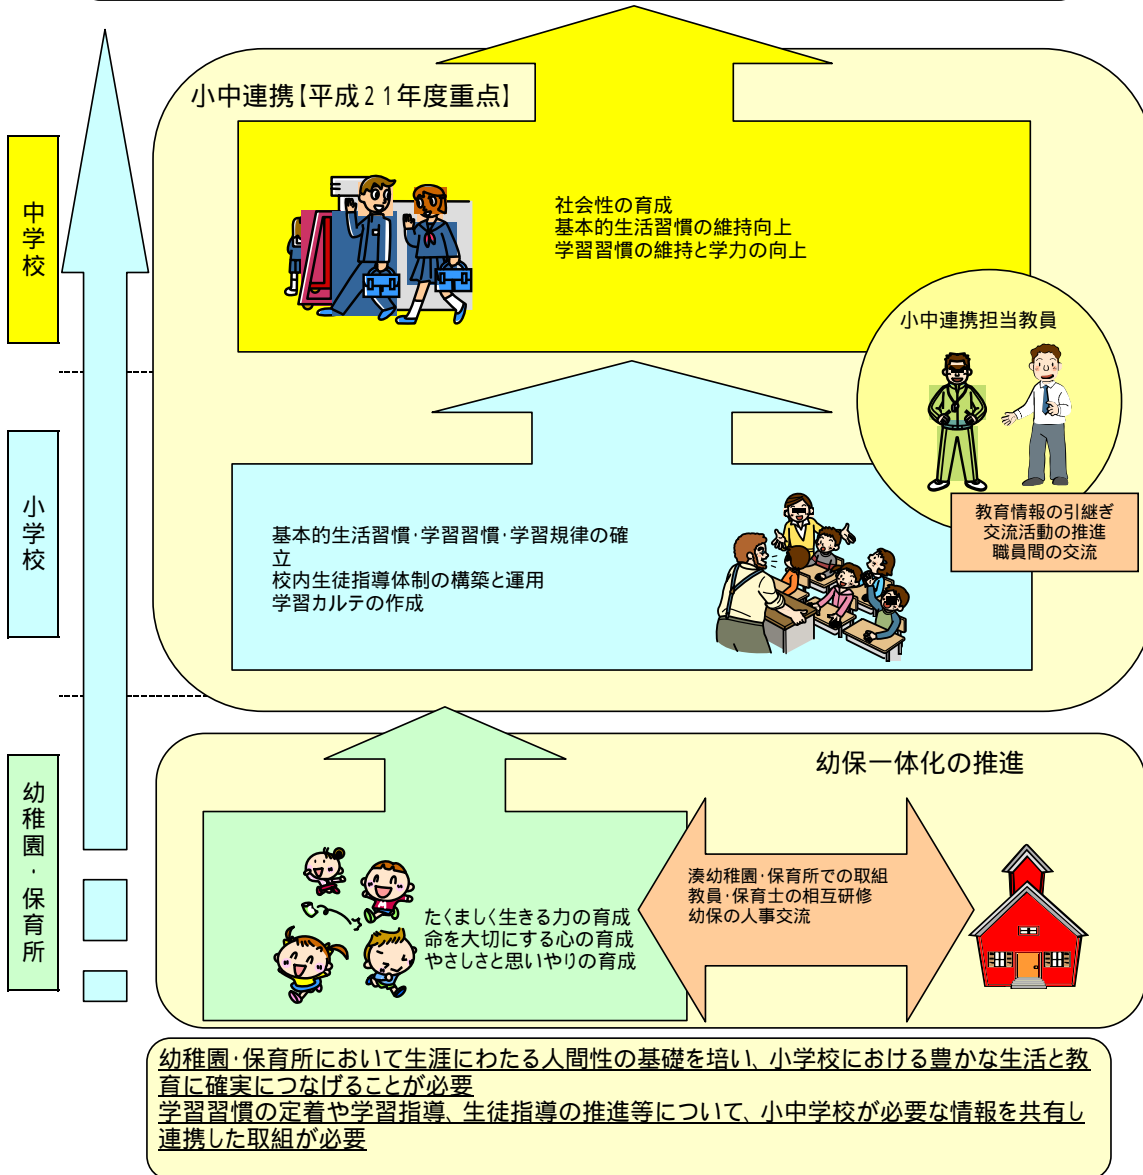 小中連携【平成21年度重点】
中学校
社会性の育成
基本的生活習慣の維持向上
学習習慣の維持と学力の向上
小中連携担当教員
教育情報の引継ぎ
交流活動の推進
職員間の交流
小学校
基本的生活習慣・学習習慣・学習規律の確
立
校内生徒指導体制の構築と運用
学習カルテの作成
幼保一体化の推進
幼稚園・保育所
たくましく生きる力の育成
命を大切にする心の育成
やさしさと思いやりの育成
湊幼稚園・保育所での取組
教員・保育士の相互研修
幼保の人事交流
幼稚園・保育所において生涯にわたる人間性の基礎を培い、小学校における豊かな生活と教
育に確実につなげることが必要
学習習慣の定着や学習指導、生徒指導の推進等について、小中学校が必要な情報を共有し
連携した取組が必要